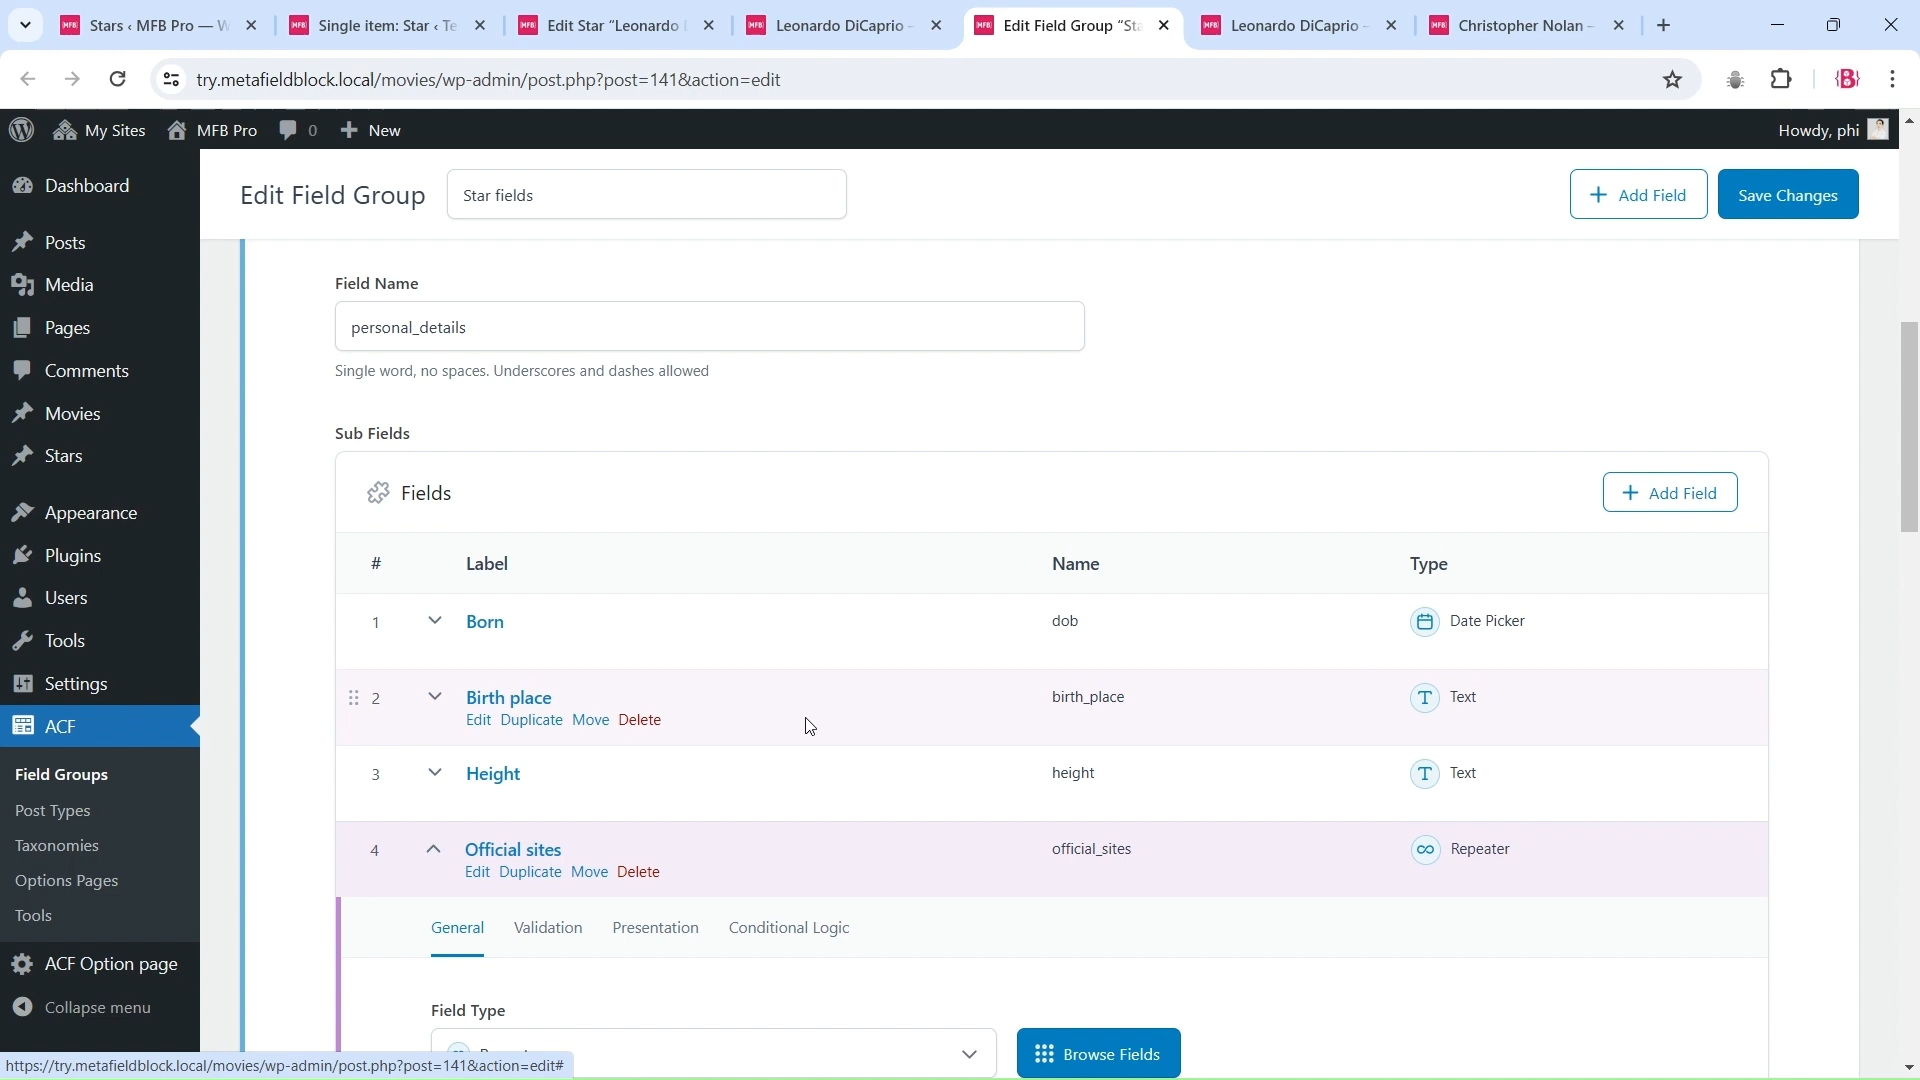 Stars ‹ MFB Pro — W
Single item: Star ‹ Te
Edit Star “Leonardo
Leonardo DiCaprio -
Edit Field Group “Sta
Leonardo DiCaprio -
Christopher Nolan -
try.metafieldblock.local/movies/wp-admin/post.php?post=141&action=edit
My Sites
MFB Pro
0
New
Howdy, phi
Dashboard
Posts
Media
Pages
Comments
Movies
Stars
Appearance
Plugins
Users
Tools
Settings
ACF
Field Groups
Post Types
Taxonomies
Options Pages
Tools
ACF Option page
Collapse menu
Edit Field Group
Star fields
Add Field
Save Changes
Field Name
personal_details
Single word, no spaces. Underscores and dashes allowed
Sub Fields
Fields
Add Field
# Label Name Type
1 Born dob Date Picker
2 Birth place birth_place Text
Edit Duplicate Move Delete
3 Height height Text
4 Official sites official_sites Repeater
Edit Duplicate Move Delete
General Validation Presentation Conditional Logic
Field Type
Browse Fields
https://try.metafieldblock.local/movies/wp-admin/post.php?post=141&action=edit#